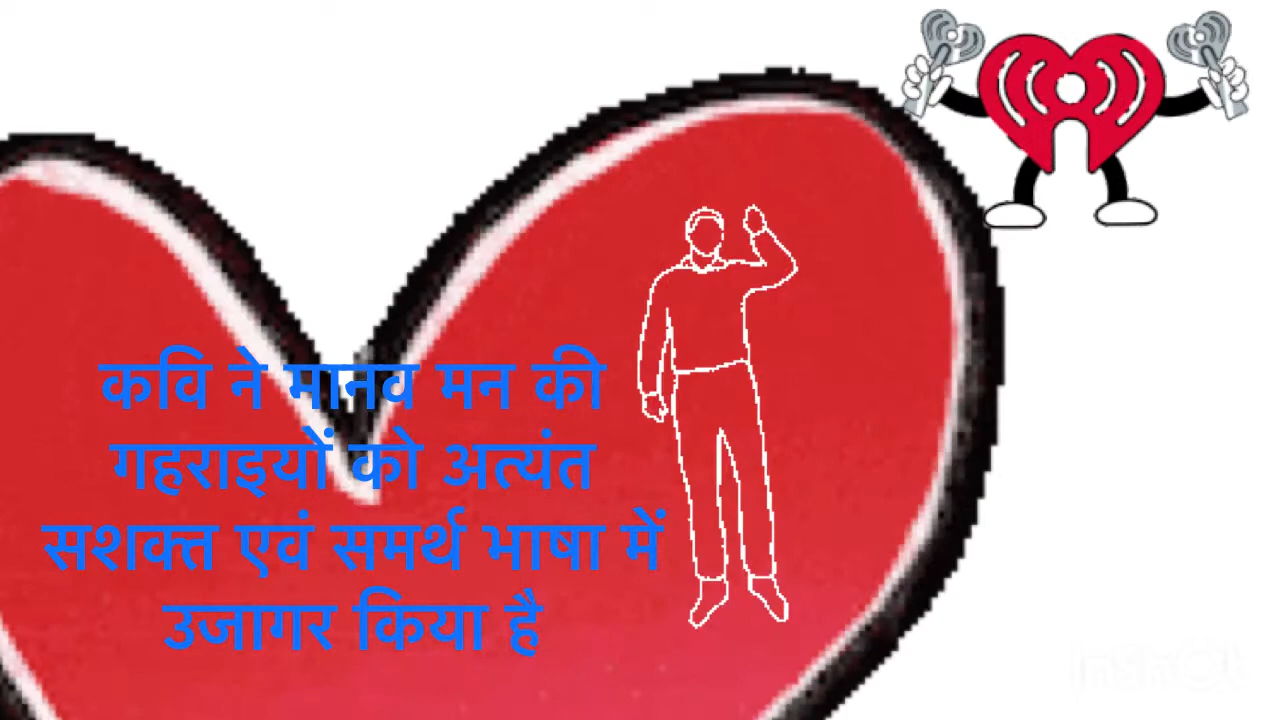 कवि ने मानव मन की
गहराइयों को अत्यंत
सशक्त एवं समर्थ भाषा में
उजागर किया है